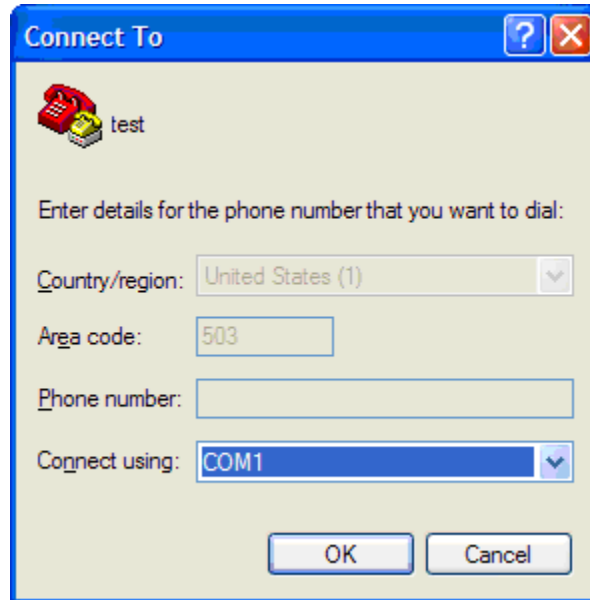 Connect To
?
test
Enter details for the phone number that you want to dial:
Country/region: United States (1)
Area code: 503
Phone number:
Connect using: COM1
OK Cancel